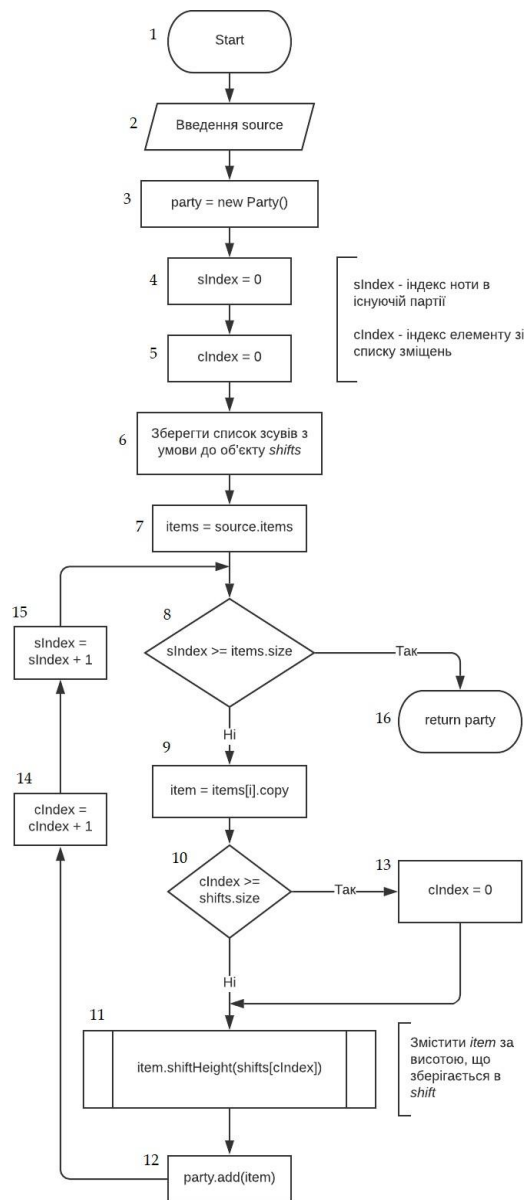 1
Start
2
Введення source
3
party = new Party()
4
sIndex = 0
sIndex - індекс ноти в
існуючій партії
5
cIndex = 0
cIndex - індекс елементу зі
списку зміщень
6
Зберегти список зсувів з
умови до об'єкту shifts
7
items = source.items
15
sIndex =
sIndex + 1
8
sIndex >= items.size
Так
16
return party
Ні
9
item = items[i].copy
14
cIndex =
cIndex + 1
10
cIndex >=
shifts.size
Так
13
cIndex = 0
Ні
11
item.shiftHeight(shifts[cIndex])
Змістити item за
висотою, що
зберігається в
shift
12
party.add(item)